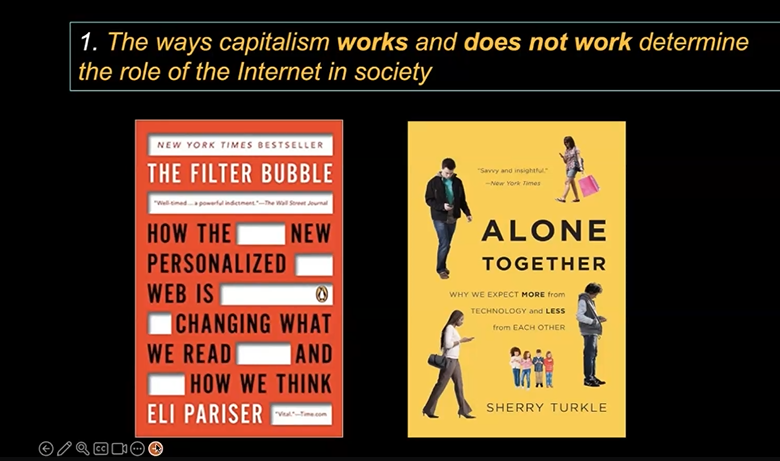 1. The ways capitalism works and does not work determine
the role of the Internet in society
NEW YORK TIMES BESTSELLER
THE FILTER BUBBLE
"Well-timed...a powerful indictment."—The Wall Street Journal
HOW THE NEW
PERSONALIZED
WEB IS
CHANGING WHAT
WE READ AND
HOW WE THINK
ELI PARISER
"Vital."—Time.com
"Savvy and insightful."
—New York Times
ALONE
TOGETHER
WHY WE EXPECT MORE from
TECHNOLOGY and LESS
from EACH OTHER
SHERRY TURKLE
CC